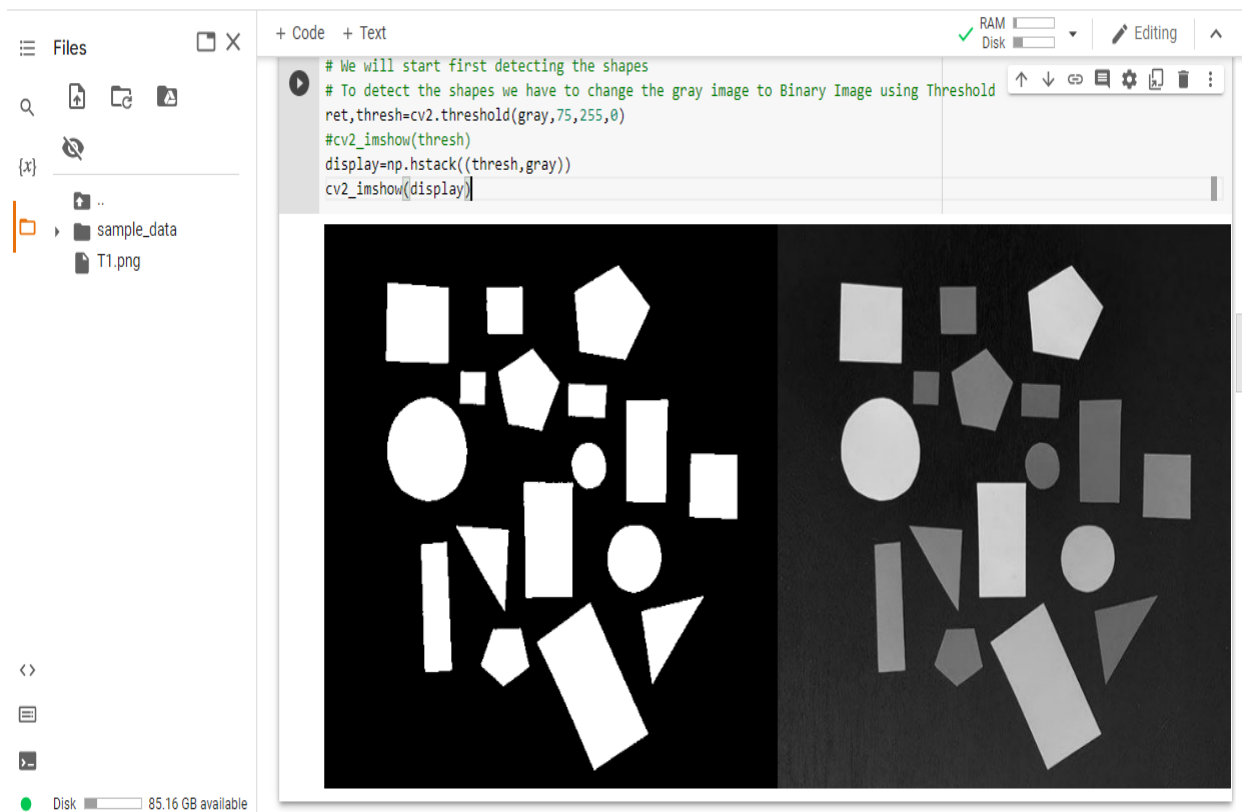 Files
{x}
..
sample_data
T1.png
Disk 85.16 GB available
+ Code + Text
RAM
Disk
Editing
# We will start first detecting the shapes
# To detect the shapes we have to change the gray image to Binary Image using Threshold
ret,thresh=cv2.threshold(gray,75,255,0)
#cv2_imshow(thresh)
display=np.hstack((thresh,gray))
cv2_imshow(display)